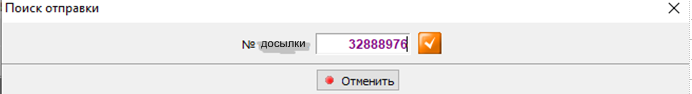 Поиск отправки
№ досылки 32888976
Отменить